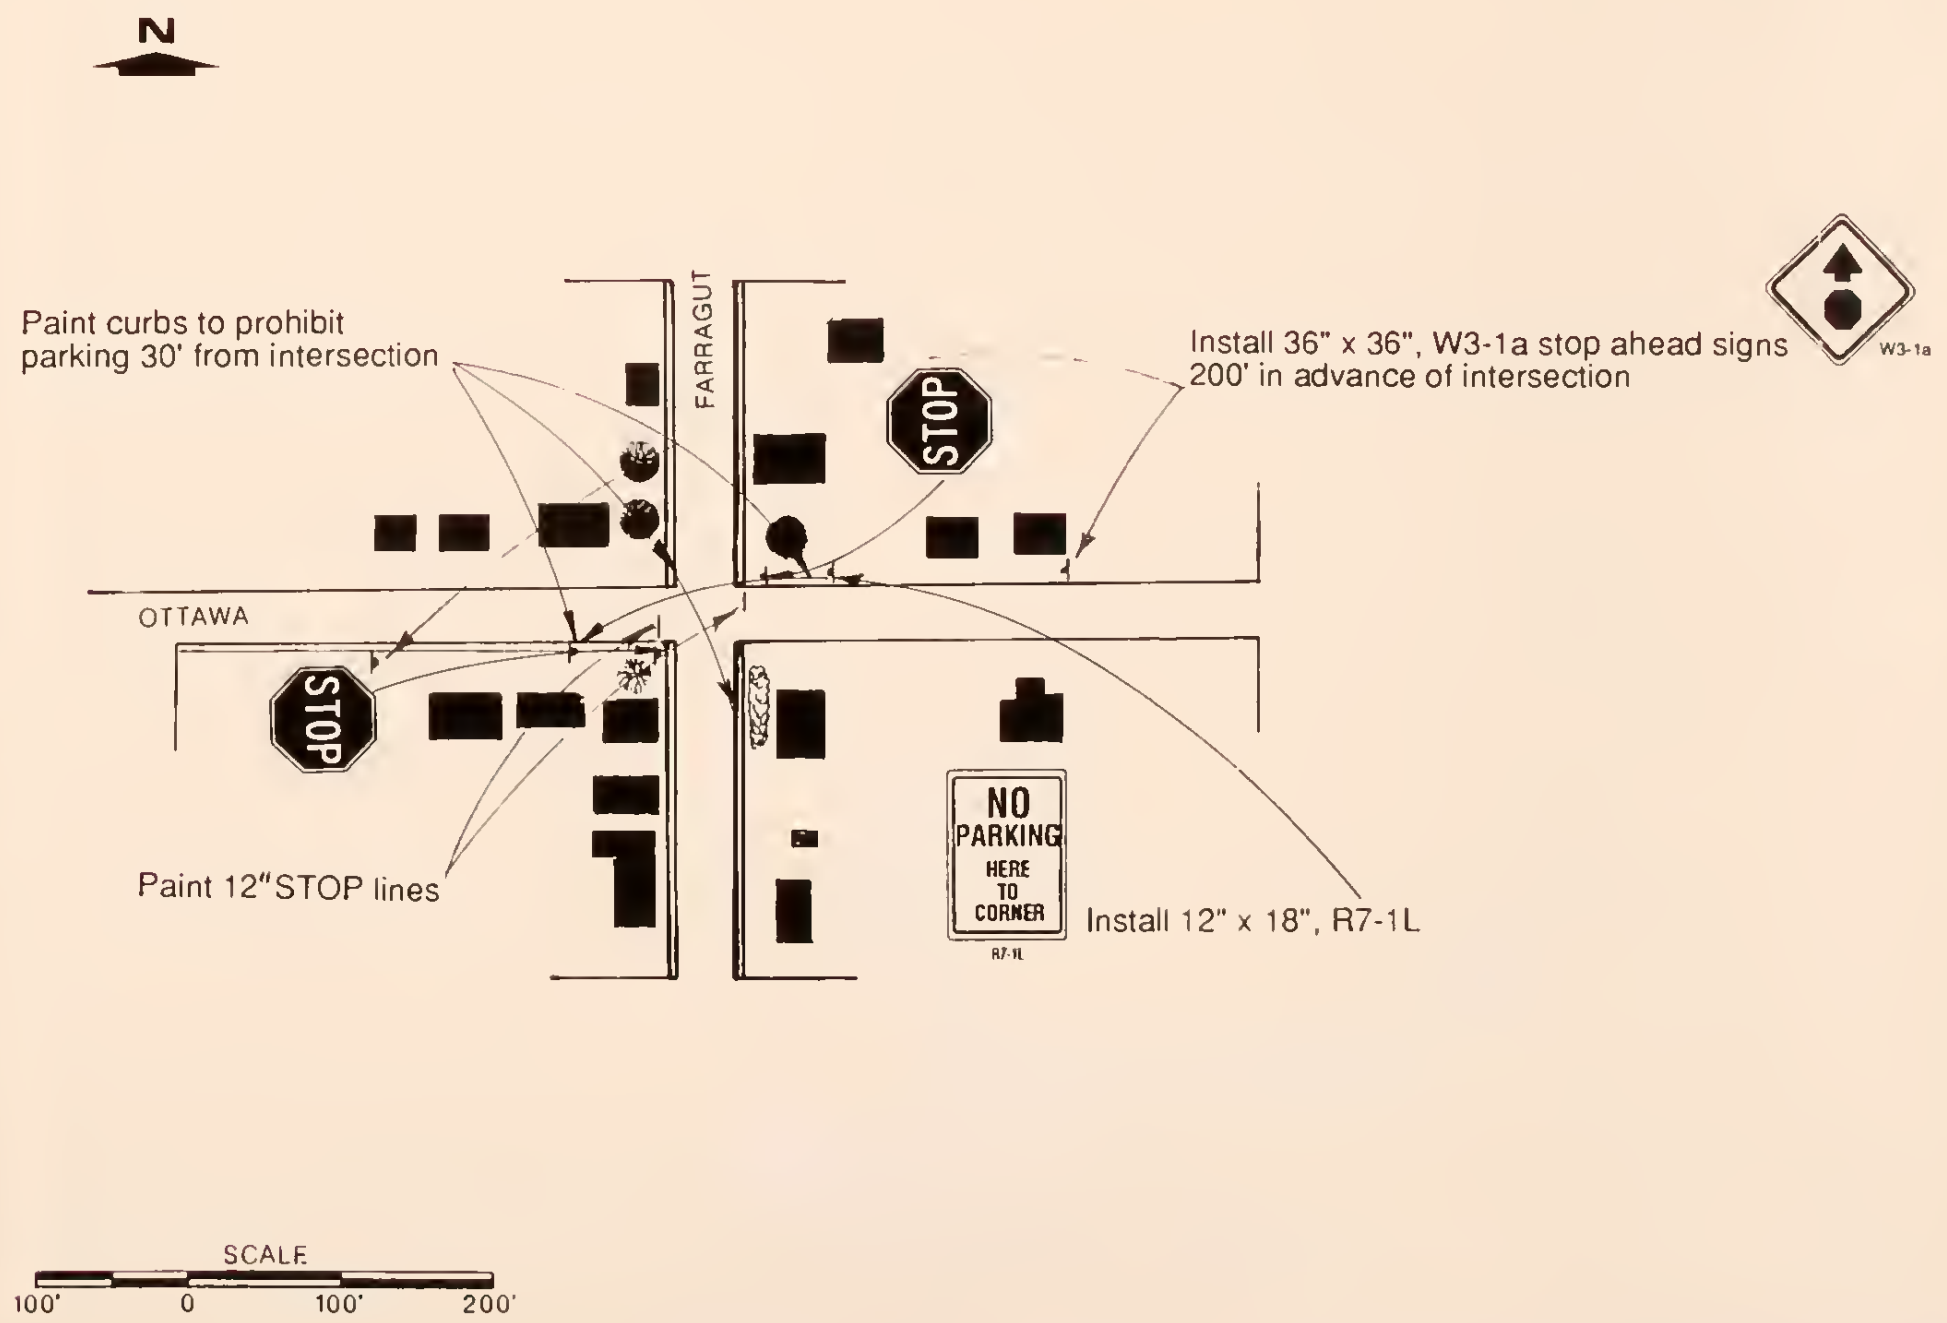 N
FARRAGUT
Paint curbs to prohibit
parking 30' from intersection
Install 36" x 36", W3-1a stop ahead signs
200' in advance of intersection
W3-1a
STOP
OTTAWA
STOP
NO
PARKING
HERE
TO
CORNER
R7-1L
Paint 12" STOP lines
Install 12" x 18", R7-1L
SCALE
100' 0 100' 200'